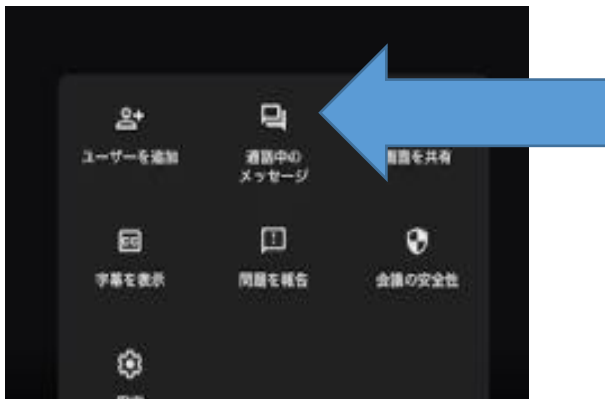 ユーザーを追加
通話中の
メッセージ
画面を共有
字幕を表示
問題を報告
会議の安全性